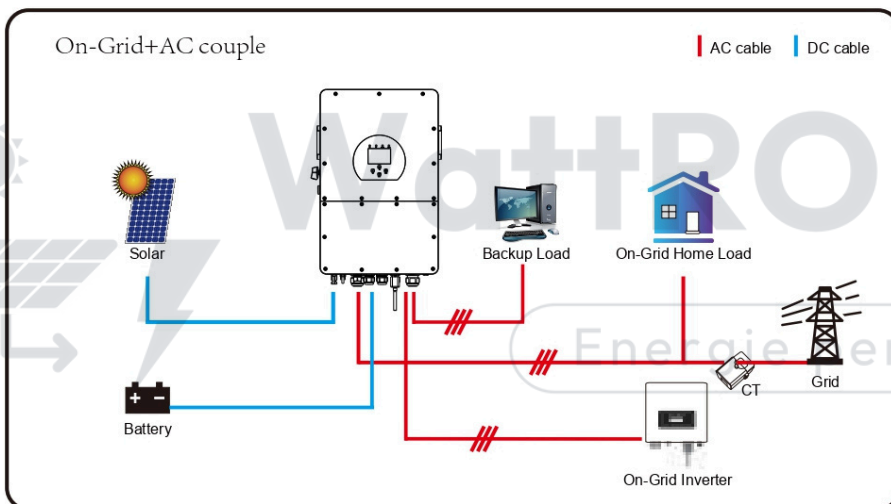 On-Grid+AC couple
AC cable
DC cable
WattRO
Solar
Backup Load
On-Grid Home Load
Energie per
CT
Grid
Battery
On-Grid Inverter